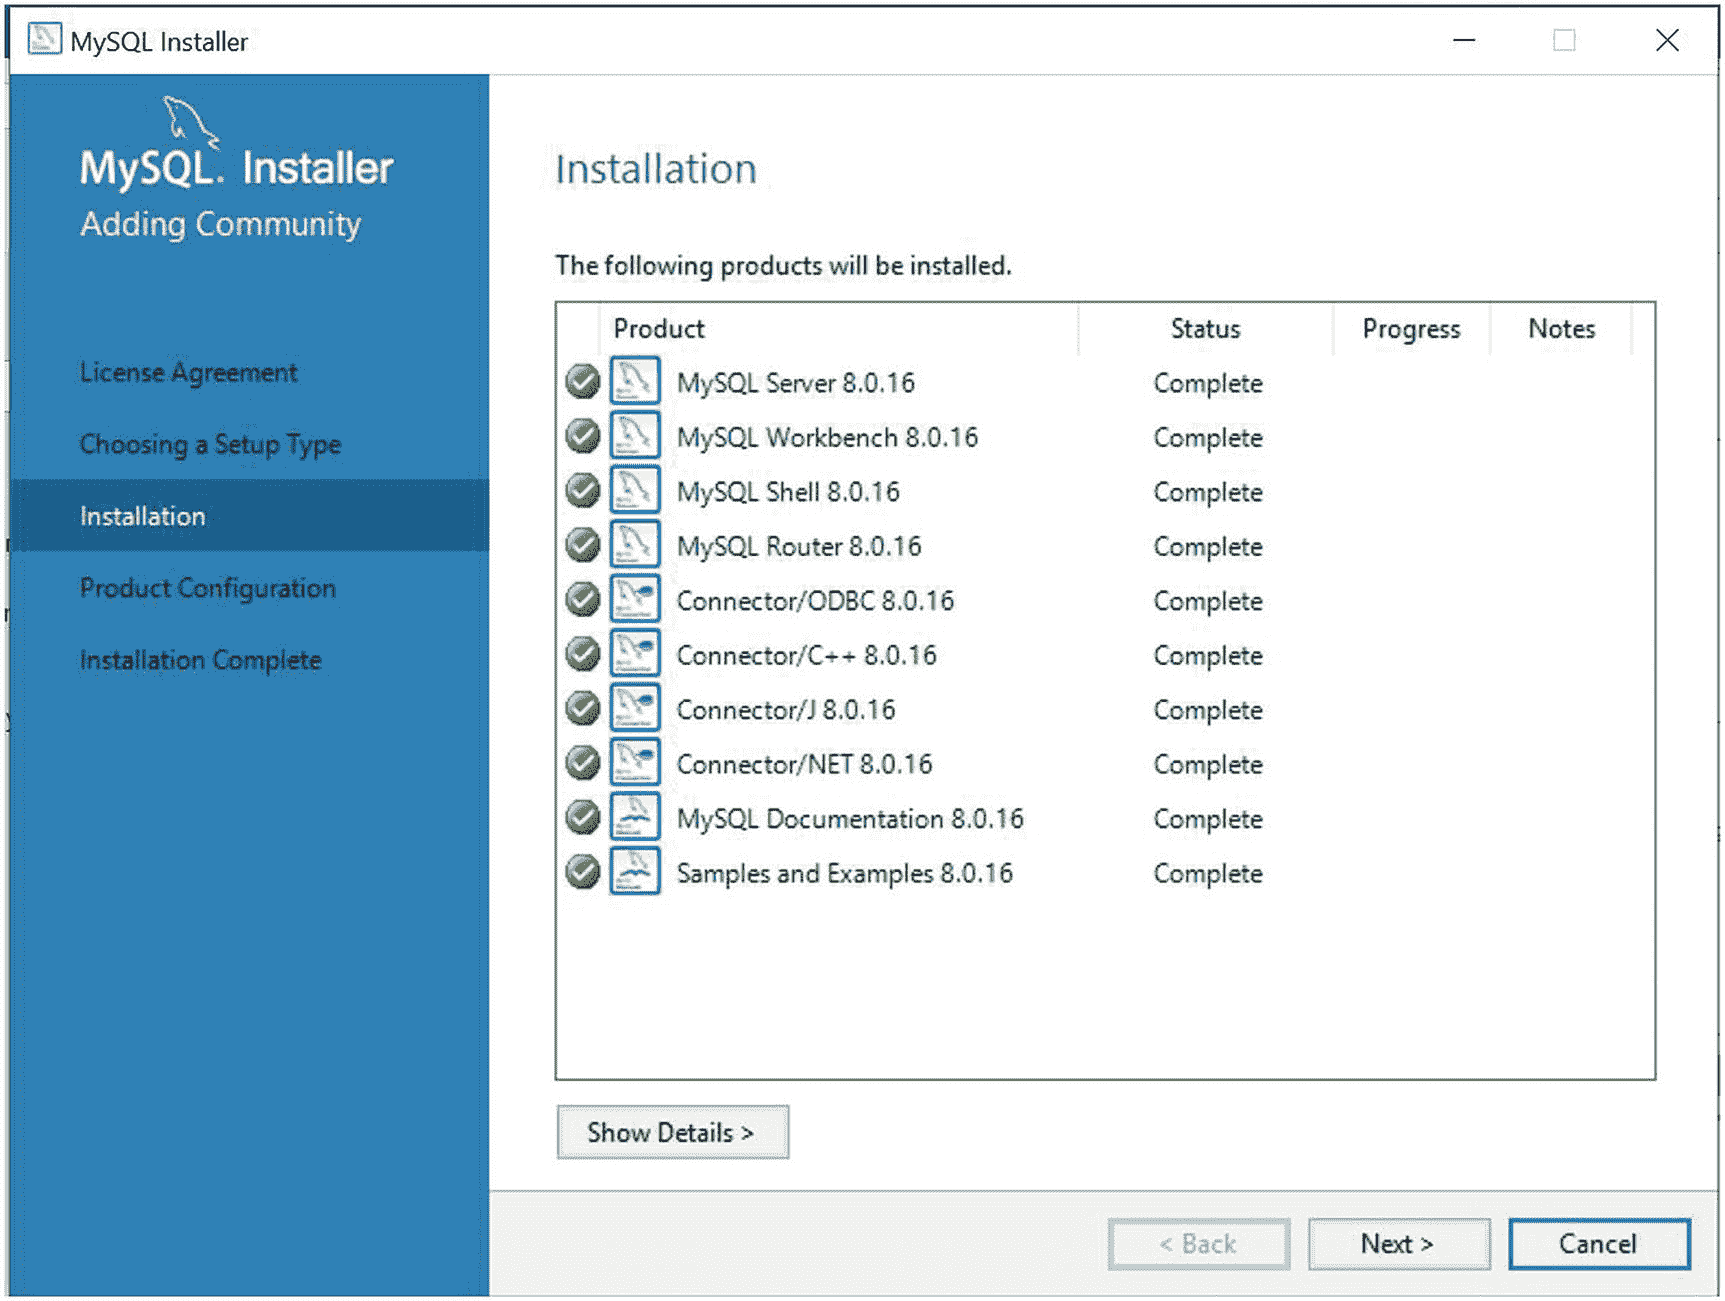 MySQL Installer
MySQL. Installer
Adding Community
License Agreement
Choosing a Setup Type
Installation
Product Configuration
Installation Complete
Installation
The following products will be installed.
Product Status Progress Notes
MySQL Server 8.0.16 Complete
MySQL Workbench 8.0.16 Complete
MySQL Shell 8.0.16 Complete
MySQL Router 8.0.16 Complete
Connector/ODBC 8.0.16 Complete
Connector/C++ 8.0.16 Complete
Connector/J 8.0.16 Complete
Connector/NET 8.0.16 Complete
MySQL Documentation 8.0.16 Complete
Samples and Examples 8.0.16 Complete
Show Details >
< Back Next > Cancel